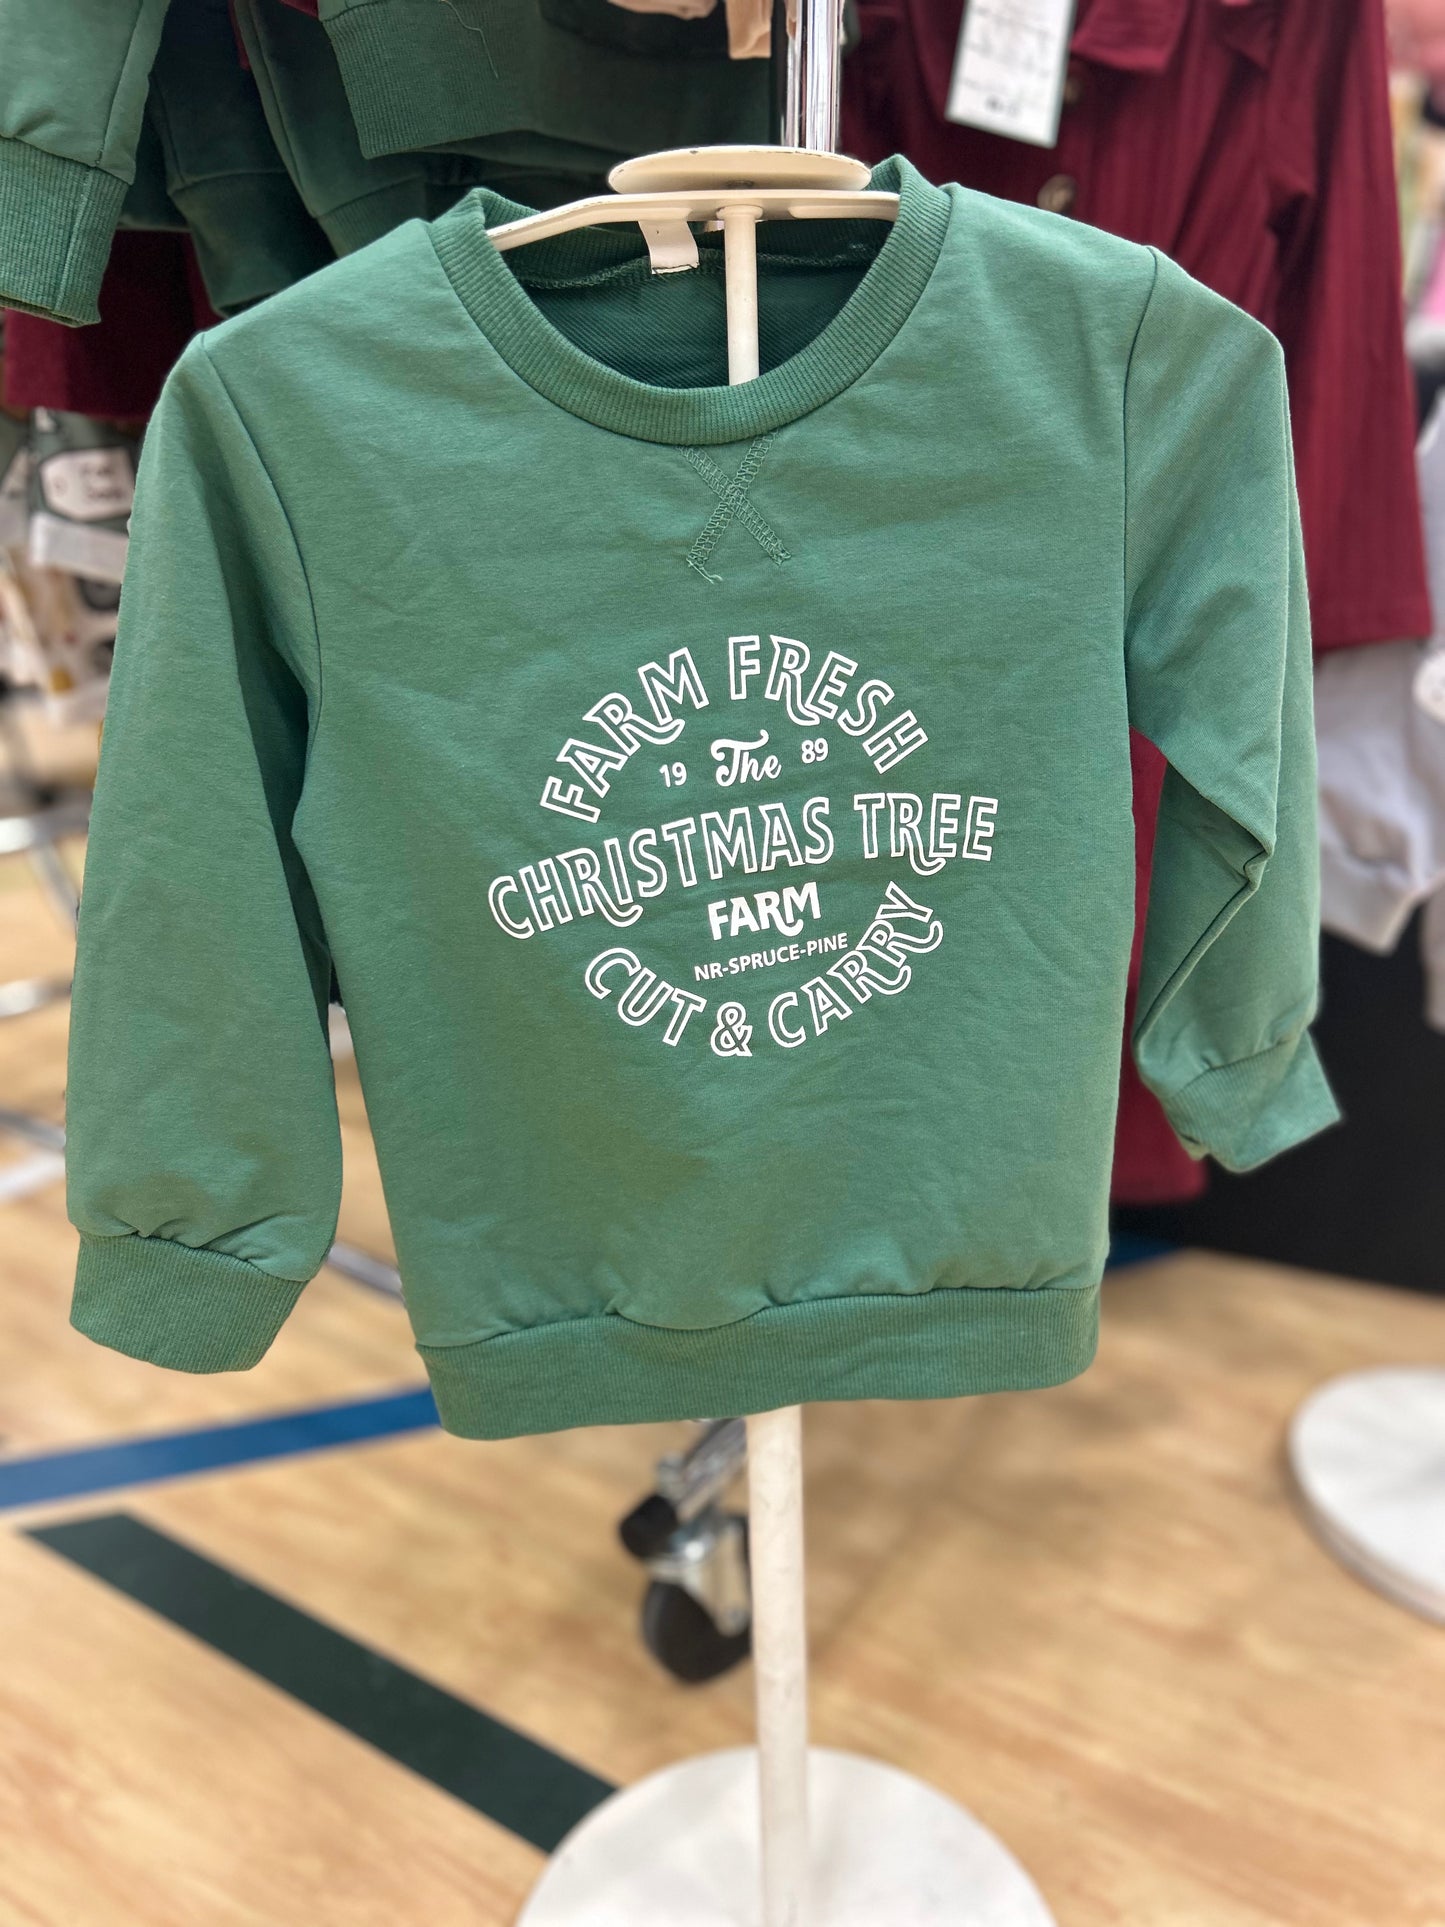 FARM FRESH
19 The 89
CHRISTMAS TREE
FARM
NR-SPRUCE-PINE
CUT & CARRY